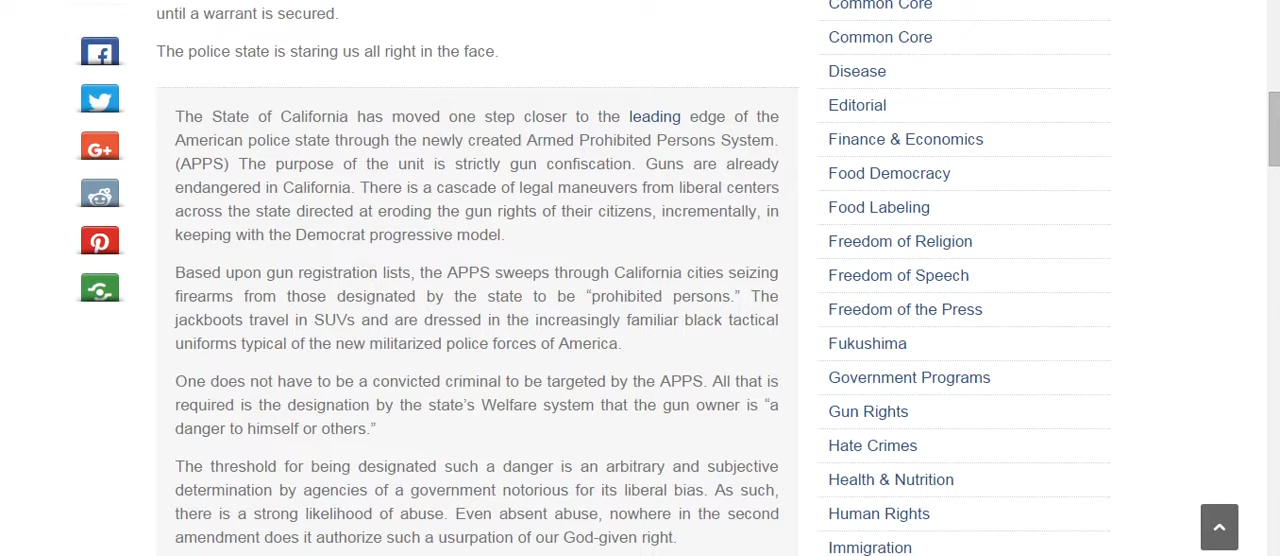 until a warrant is secured.
The police state is staring us all right in the face.
The State of California has moved one step closer to the leading edge of the
American police state through the newly created Armed Prohibited Persons System.
(APPS) The purpose of the unit is strictly gun confiscation. Guns are already
endangered in California. There is a cascade of legal maneuvers from liberal centers
across the state directed at eroding the gun rights of their citizens, incrementally, in
keeping with the Democrat progressive model.
Based upon gun registration lists, the APPS sweeps through California cities seizing
firearms from those designated by the state to be “prohibited persons.” The
jackboots travel in SUVs and are dressed in the increasingly familiar black tactical
uniforms typical of the new militarized police forces of America.
One does not have to be a convicted criminal to be targeted by the APPS. All that is
required is the designation by the state’s Welfare system that the gun owner is “a
danger to himself or others.”
The threshold for being designated such a danger is an arbitrary and subjective
determination by agencies of a government notorious for its liberal bias. As such,
there is a strong likelihood of abuse. Even absent abuse, nowhere in the second
amendment does it authorize such a usurpation of our God-given right.
Common Core
Common Core
Disease
Editorial
Finance & Economics
Food Democracy
Food Labeling
Freedom of Religion
Freedom of Speech
Freedom of the Press
Fukushima
Government Programs
Gun Rights
Hate Crimes
Health & Nutrition
Human Rights
Immigration